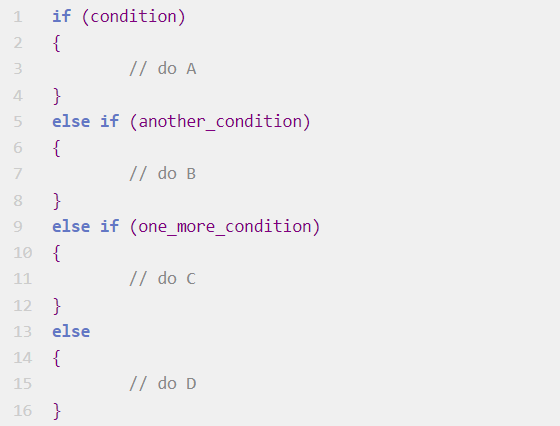 1 if (condition)
2 {
3 // do A
4 }
5 else if (another_condition)
6 {
7 // do B
8 }
9 else if (one_more_condition)
10 {
11 // do C
12 }
13 else
14 {
15 // do D
16 }